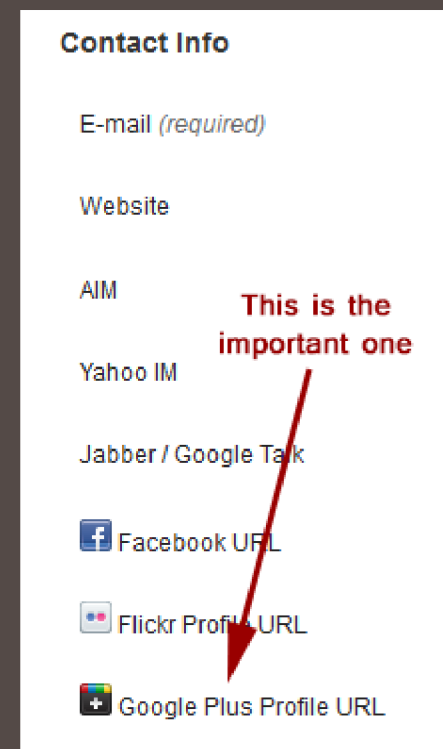 Contact Info
E-mail (required)
Website
AIM
This is the
important one
Yahoo IM
Jabber / Google Talk
Facebook URL
Flickr Profile URL
Google Plus Profile URL